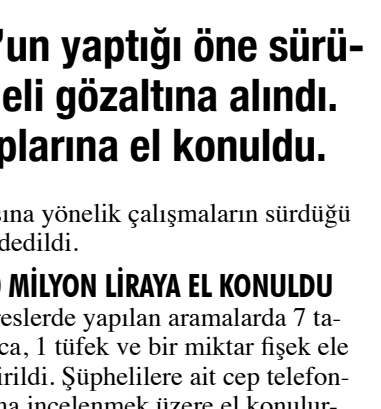 'un yaptığı öne sürü-
eli gözaltına alındı.
plarına el konuldu.
sına yönelik çalışmaların sürdüğü
dedildi.
MİLYON LİRAYA EL KONULDU
reslerde yapılan aramalarda 7 ta-
ca, 1 tüfek ve bir miktar fişek ele
irildi. Şüphelilere ait cep telefon-
na incelenmek üzere el konulur-